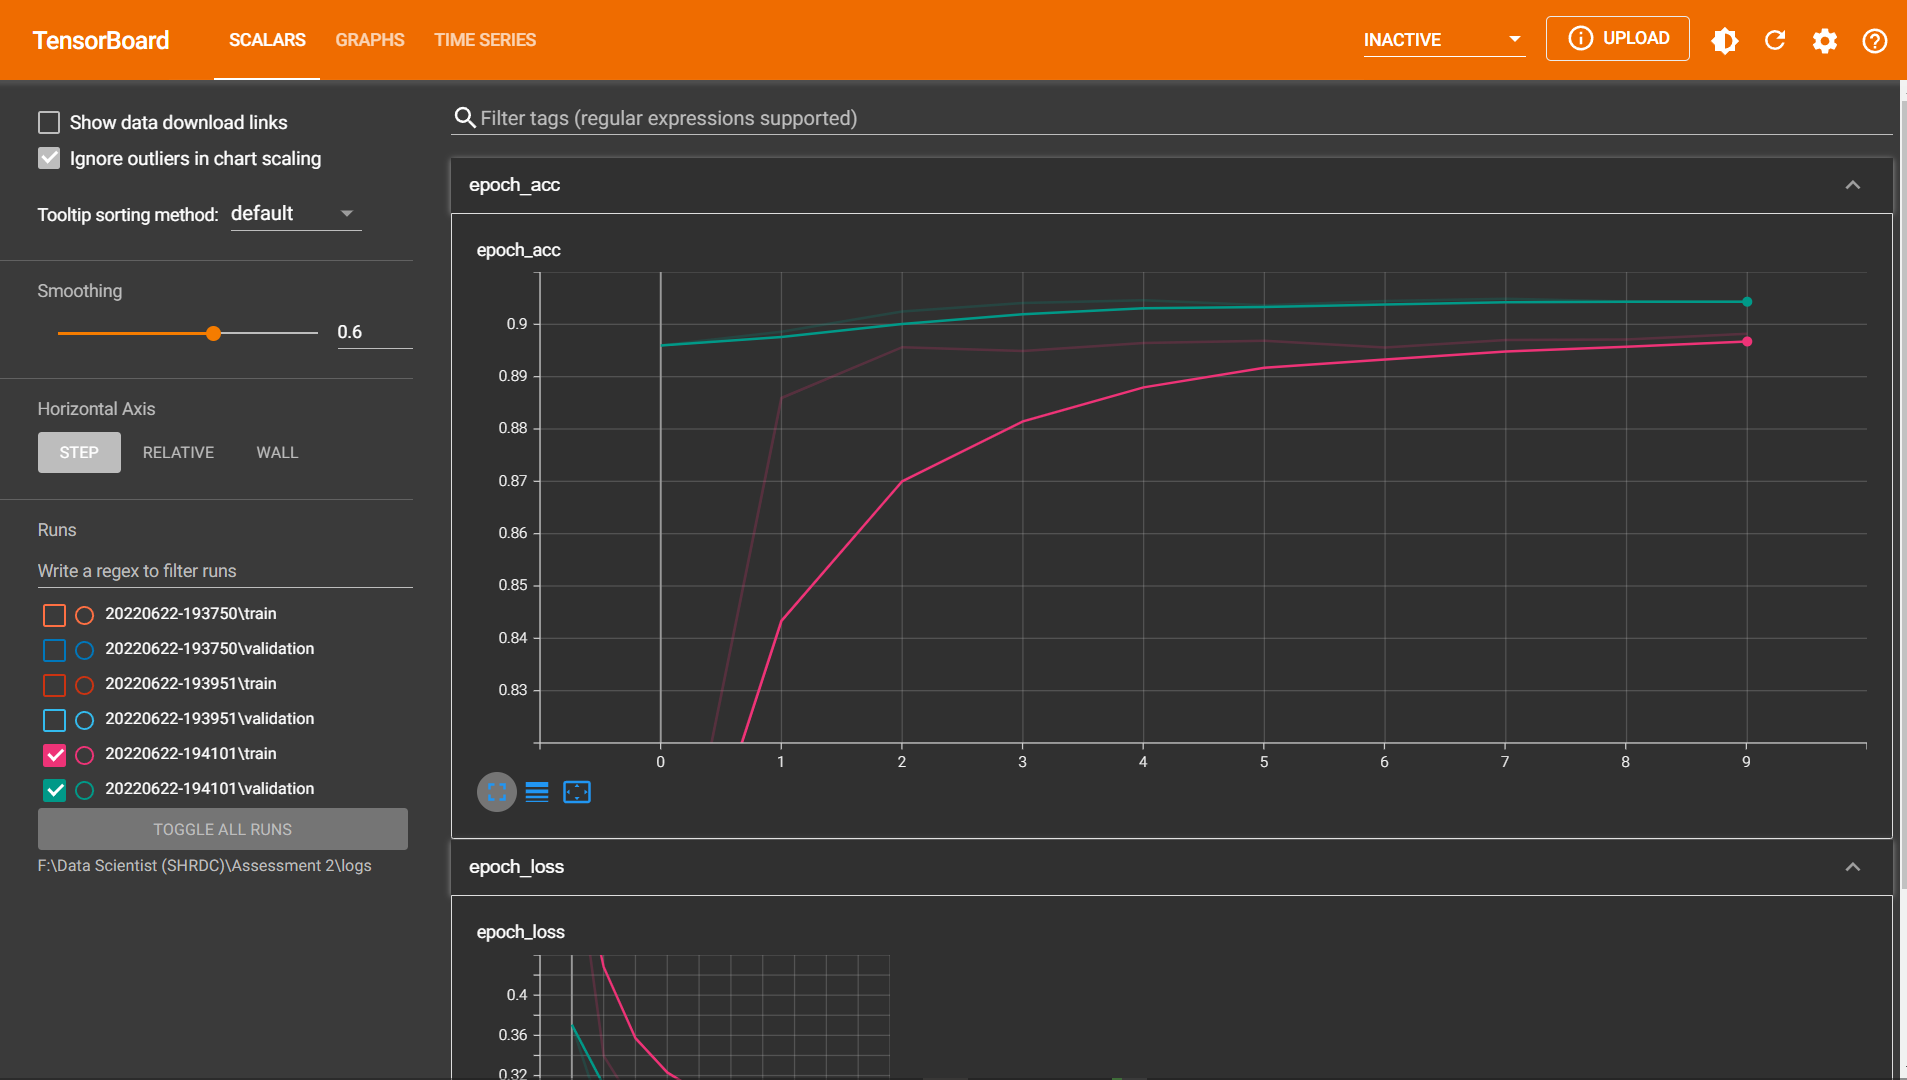 TensorBoard SCALARS GRAPHS TIME SERIES INACTIVE UPLOAD
Show data download links
Ignore outliers in chart scaling
Tooltip sorting method: default
Smoothing
0.6
Horizontal Axis
STEP RELATIVE WALL
Runs
Write a regex to filter runs
20220622-193750\train
20220622-193750\validation
20220622-193951\train
20220622-193951\validation
20220622-194101\train
20220622-194101\validation
TOGGLE ALL RUNS
F:\Data Scientist (SHRDC)\Assessment 2\logs
Filter tags (regular expressions supported)
epoch_acc
epoch_acc
0.9
0.89
0.88
0.87
0.86
0.85
0.84
0.83
0 1 2 3 4 5 6 7 8 9
epoch_loss
epoch_loss
0.4
0.36
0.32